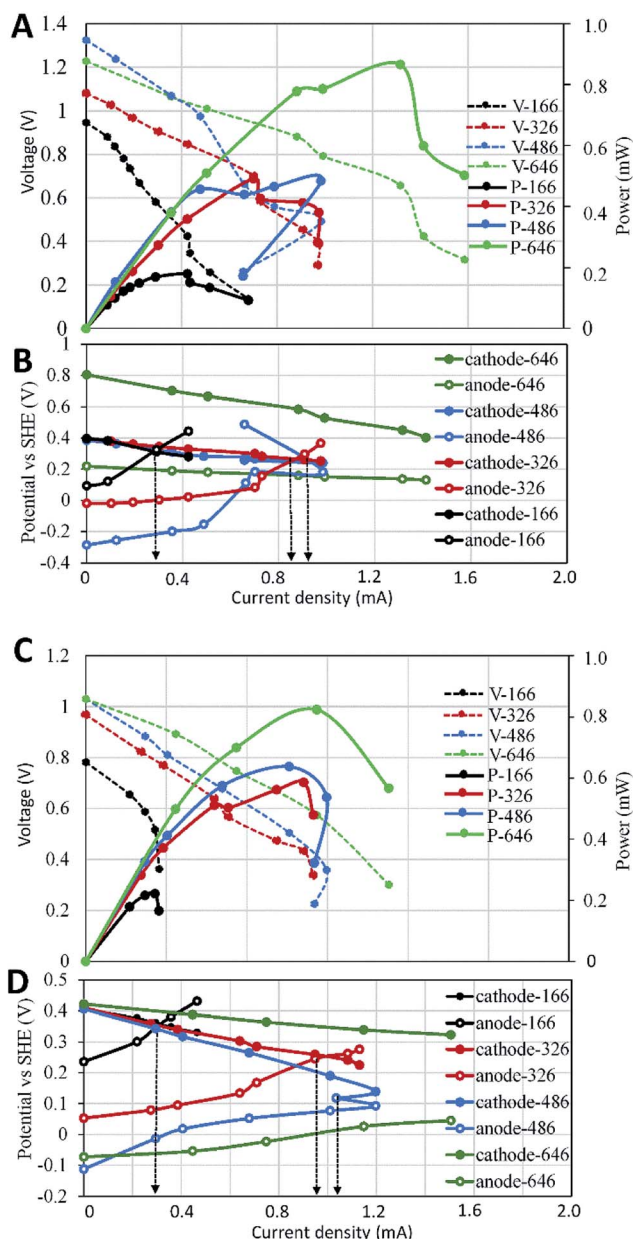 A
Voltage (V)
1.4
1.2
1
0.8
0.6
0.4
0.2
0
V-166
V-326
V-486
V-646
P-166
P-326
P-486
P-646
1.0
0.8
0.6
0.4
0.2
0
Power (mW)
B
Potential vs SHE (V)
1
0.8
0.6
0.4
0.2
0
-0.2
-0.4
cathode-646
anode-646
cathode-486
anode-486
cathode-326
anode-326
cathode-166
anode-166
0 0.4 0.8 1.2 1.6 2.0
Current density (mA)
C
Voltage (V)
1.2
1
0.8
0.6
0.4
0.2
0
V-166
V-326
V-486
V-646
P-166
P-326
P-486
P-646
1.0
0.8
0.6
0.4
0.2
0
Power (mW)
D
Potential vs SHE (V)
0.5
0.4
0.3
0.2
0.1
0
-0.1
-0.2
cathode-166
anode-166
cathode-326
anode-326
cathode-486
anode-486
cathode-646
anode-646
0 0.4 0.8 1.2 1.6 2.0
Current density (mA)